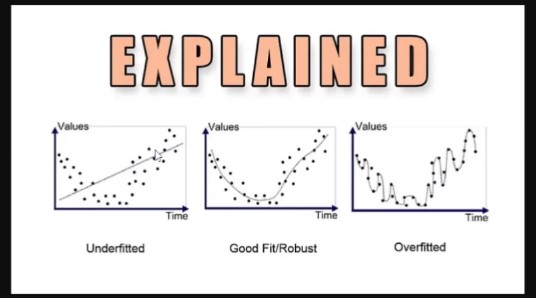 EXPLAINED
Values
Values
Values
Time
Time
Time
Underfitted
Good Fit/Robust
Overfitted